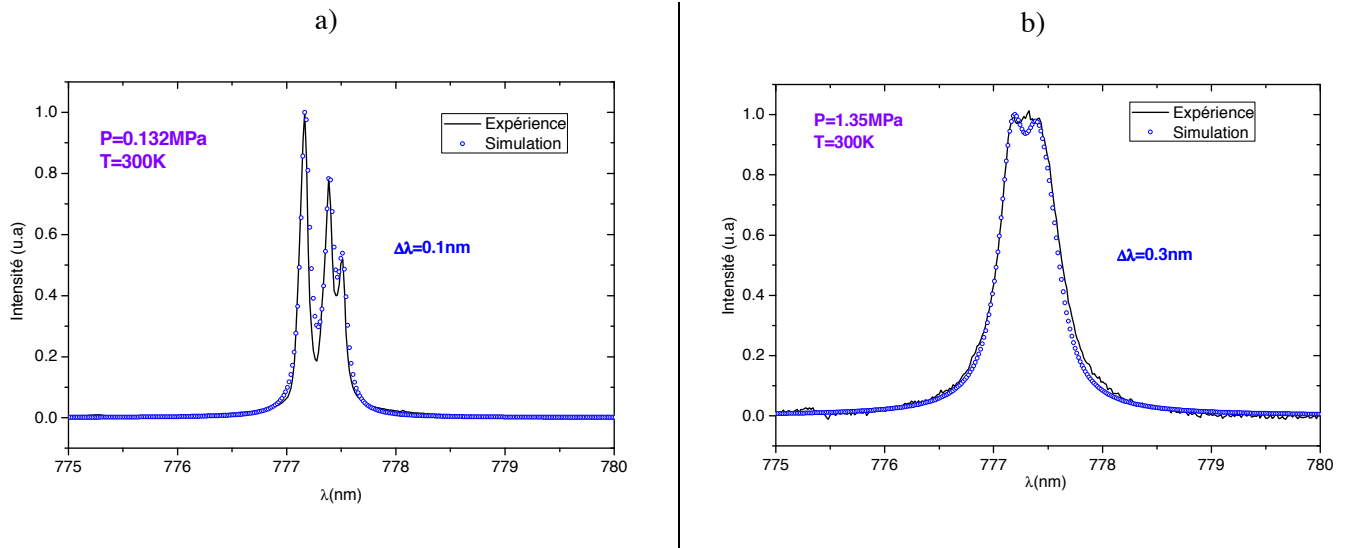 a)
P=0.132MPa
T=300K
Expérience
Simulation
Δλ=0.1nm
Intensité (u.a)
1.0
0.8
0.6
0.4
0.2
0.0
775 776 777 778 779 780
λ(nm)
b)
P=1.35MPa
T=300K
Expérience
Simulation
Δλ=0.3nm
Intensité (u.a)
1.0
0.8
0.6
0.4
0.2
0.0
775 776 777 778 779 780
λ(nm)